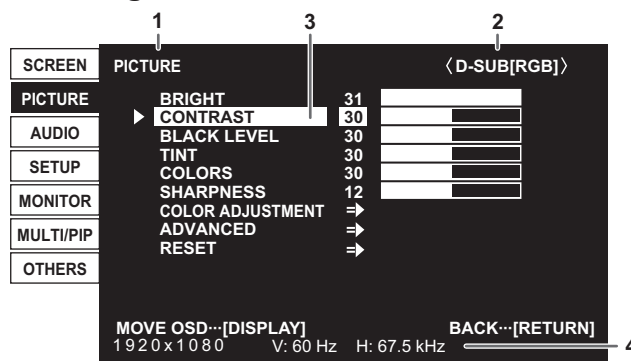 1 3 2
SCREEN
PICTURE
AUDIO
SETUP
MONITOR
MULTI/PIP
OTHERS
PICTURE 〈D-SUB[RGB]〉
BRIGHT 31
CONTRAST 30
BLACK LEVEL 30
TINT 30
COLORS 30
SHARPNESS 12
COLOR ADJUSTMENT
ADVANCED
RESET
MOVE OSD···[DISPLAY] BACK···[RETURN]
1920x1080 V: 60 Hz H: 67.5 kHz 4